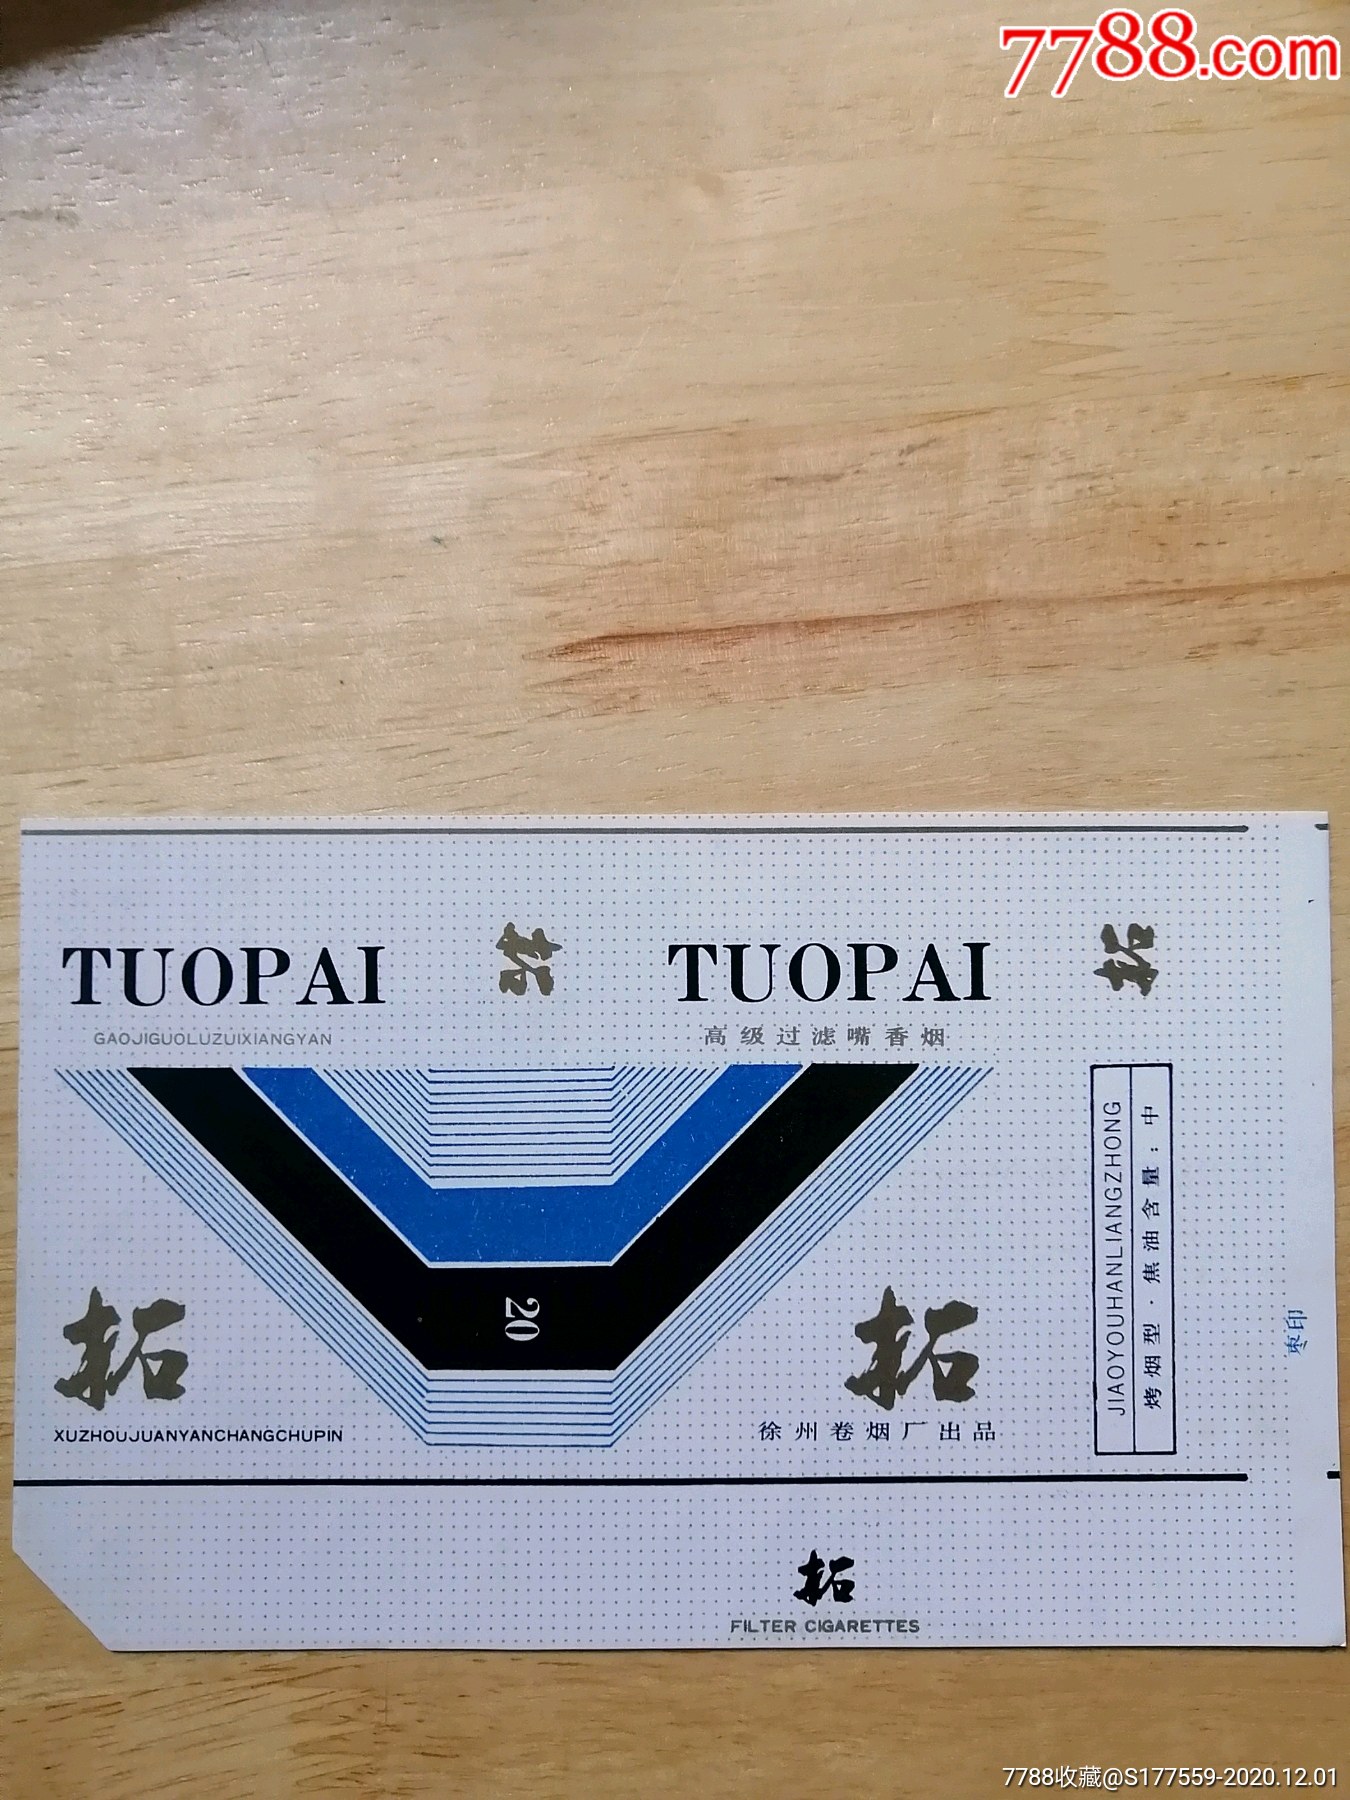 7788.com
TUOPAI
拓
TUOPAI
拓
GAOJIGUOLUZUIXIANGYAN
高级过滤嘴香烟
20
JIAOYOUHANLIANGZHONG
烤烟型·焦油含量：中
枣印
拓
拓
XUZHOUJUANYANCHANGCHUPIN
徐州卷烟厂出品
拓
FILTER CIGARETTES
7788收藏@S177559-2020.12.01